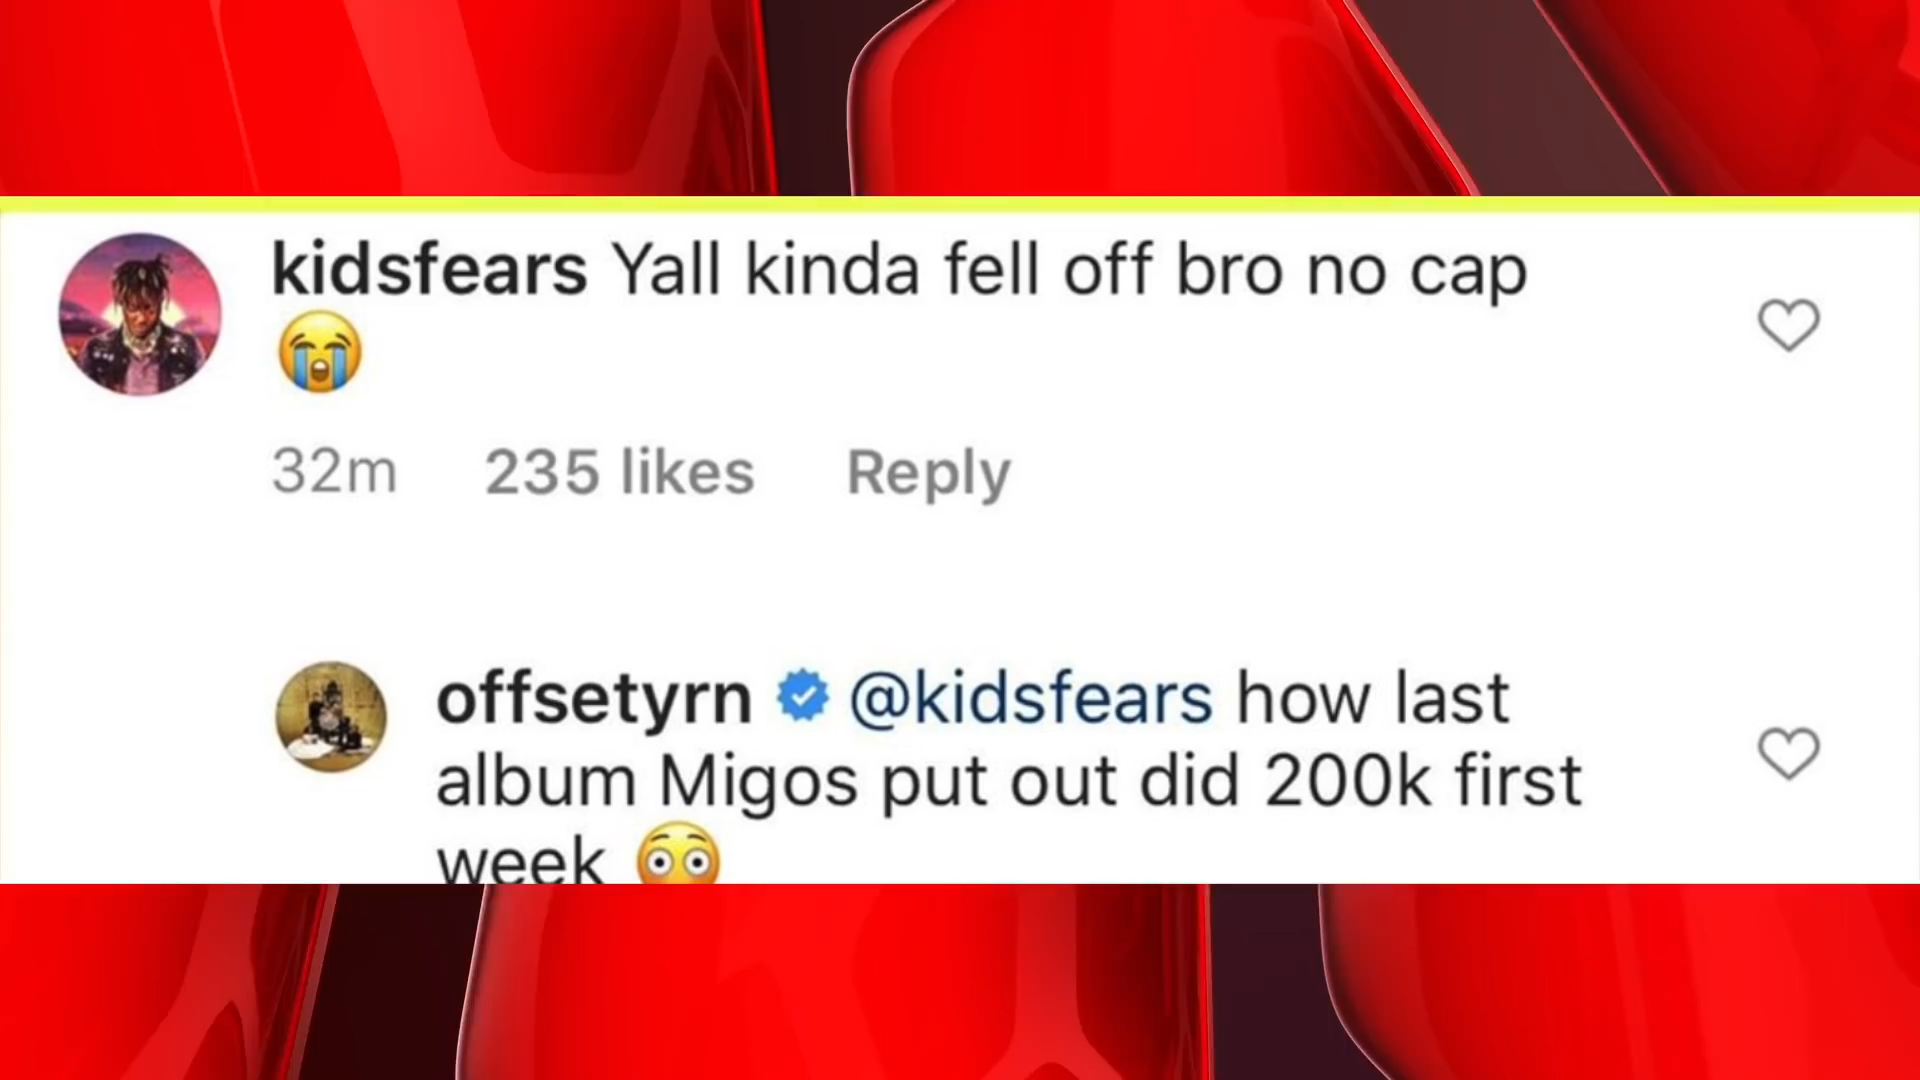 kidsfears Yall kinda fell off bro no cap
😭
32m 235 likes Reply
offsetyrn @kidsfears how last
album Migos put out did 200k first
week 😳